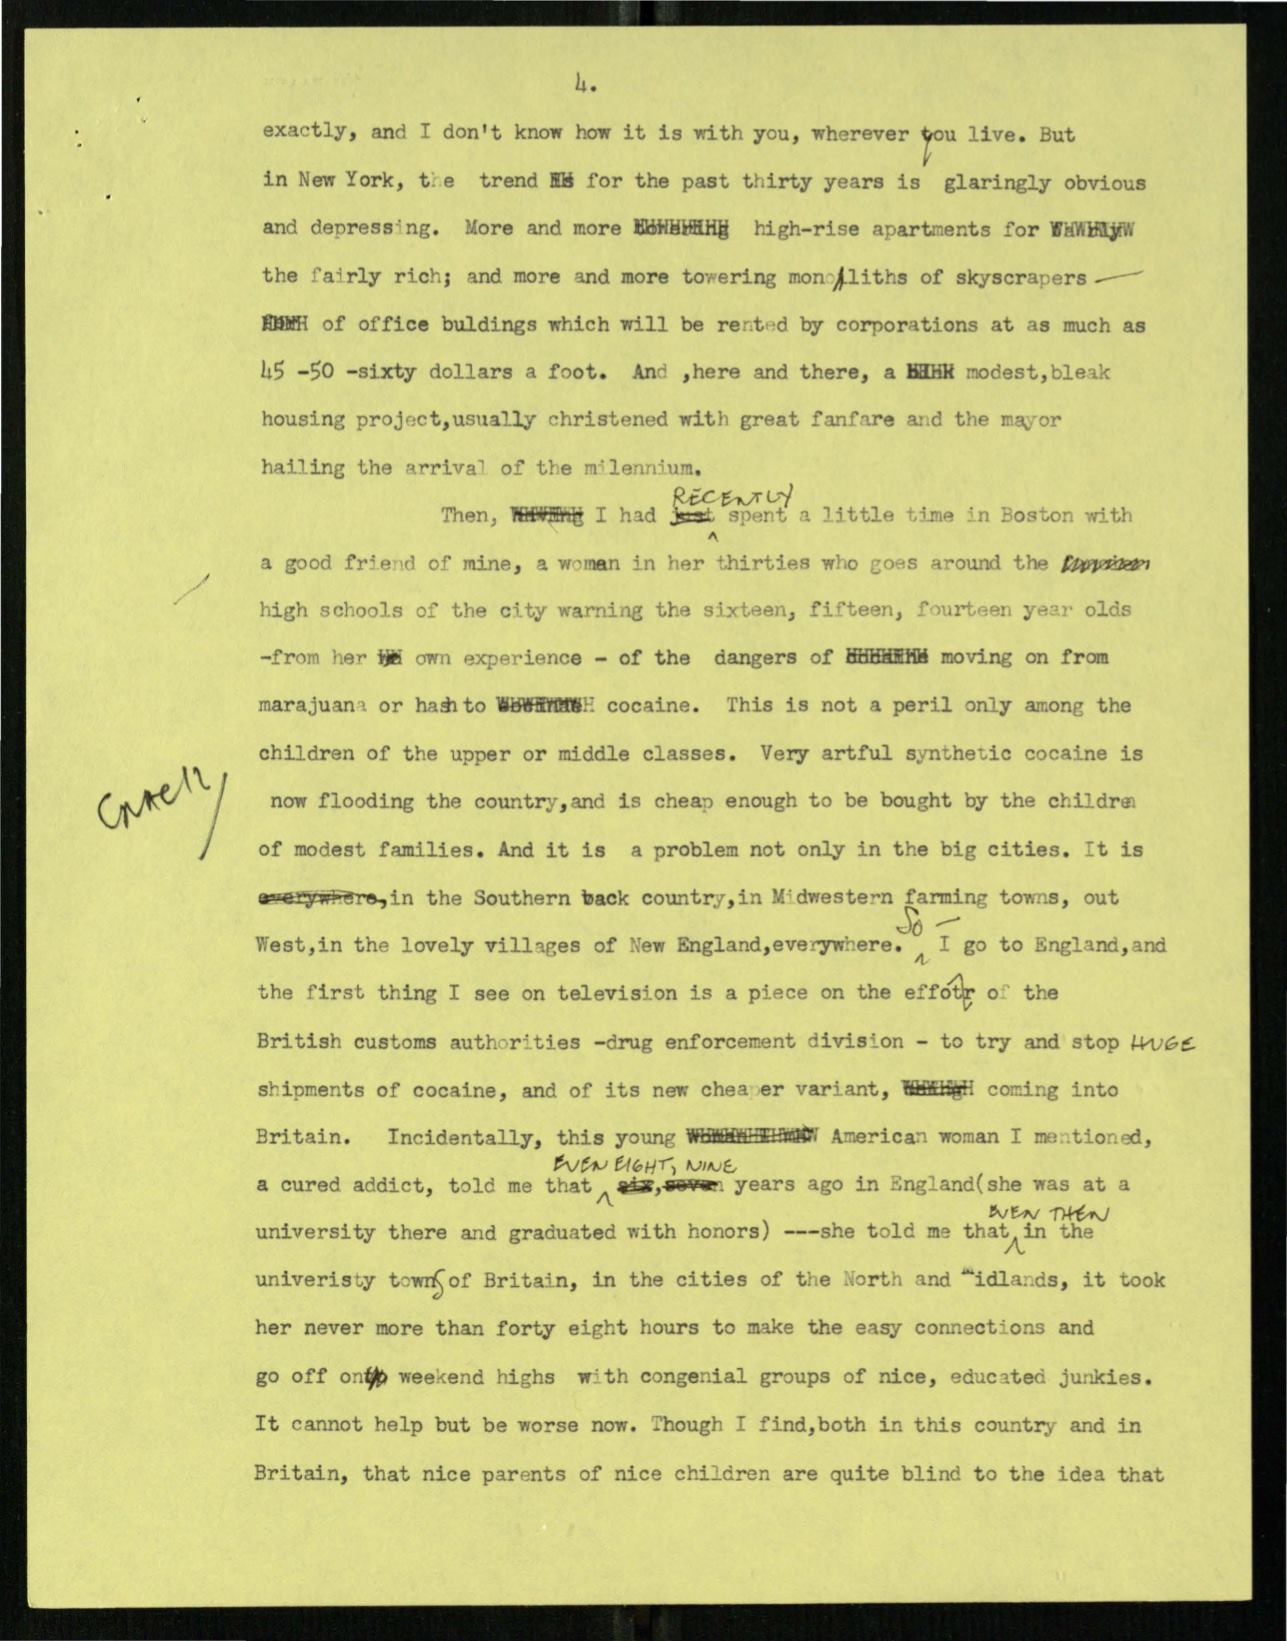 4.
exactly, and I don't know how it is with you, wherever you live. But
in New York, the trend for the past thirty years is glaringly obvious
and depressing. More and more high-rise apartments for
the fairly rich; and more and more towering monoliths of skyscrapers —
of office buldings which will be rented by corporations at as much as
45 -50 -sixty dollars a foot. And ,here and there, a modest,bleak
housing project,usually christened with great fanfare and the mayor
hailing the arrival of the milennium.
RECENTLY
Then, I had just spent a little time in Boston with
a good friend of mine, a woman in her thirties who goes around the
high schools of the city warning the sixteen, fifteen, fourteen year olds
-from her own experience - of the dangers of moving on from
marajuana or hash to cocaine. This is not a peril only among the
children of the upper or middle classes. Very artful synthetic cocaine is
CRACK
now flooding the country,and is cheap enough to be bought by the children
of modest families. And it is a problem not only in the big cities. It is
everywhere,in the Southern back country,in Midwestern farming towns, out
So —
West,in the lovely villages of New England,everywhere. I go to England,and
the first thing I see on television is a piece on the effotr of the
British customs authorities -drug enforcement division - to try and stop HUGE
shipments of cocaine, and of its new cheaper variant, coming into
Britain. Incidentally, this young American woman I mentioned,
EVEN EIGHT, NINE
a cured addict, told me that six,seven years ago in England(she was at a
EVEN THEN
university there and graduated with honors) ---she told me that in the
univeristy towns of Britain, in the cities of the North and Midlands, it took
her never more than forty eight hours to make the easy connections and
go off on weekend highs with congenial groups of nice, educated junkies.
It cannot help but be worse now. Though I find,both in this country and in
Britain, that nice parents of nice children are quite blind to the idea that